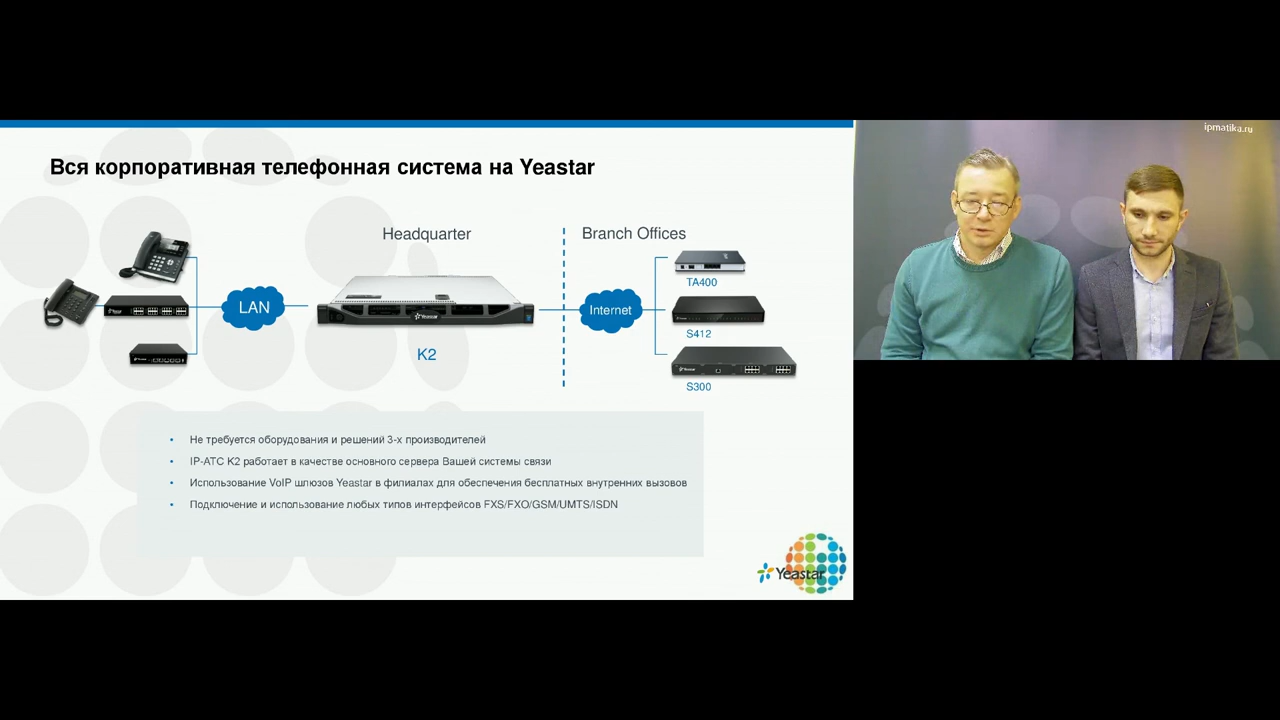 ipmatika.ru
Вся корпоративная телефонная система на Yeastar
Headquarter
Branch Offices
LAN
Internet
TA400
S412
S300
Yeastar
K2
Не требуется оборудования и решений 3-х производителей
IP-АТС K2 работает в качестве основного сервера Вашей системы связи
Использование VoIP шлюзов Yeastar в филиалах для обеспечения бесплатных внутренних вызовов
Подключение и использование любых типов интерфейсов FXS/FXO/GSM/UMTS/ISDN
Yeastar